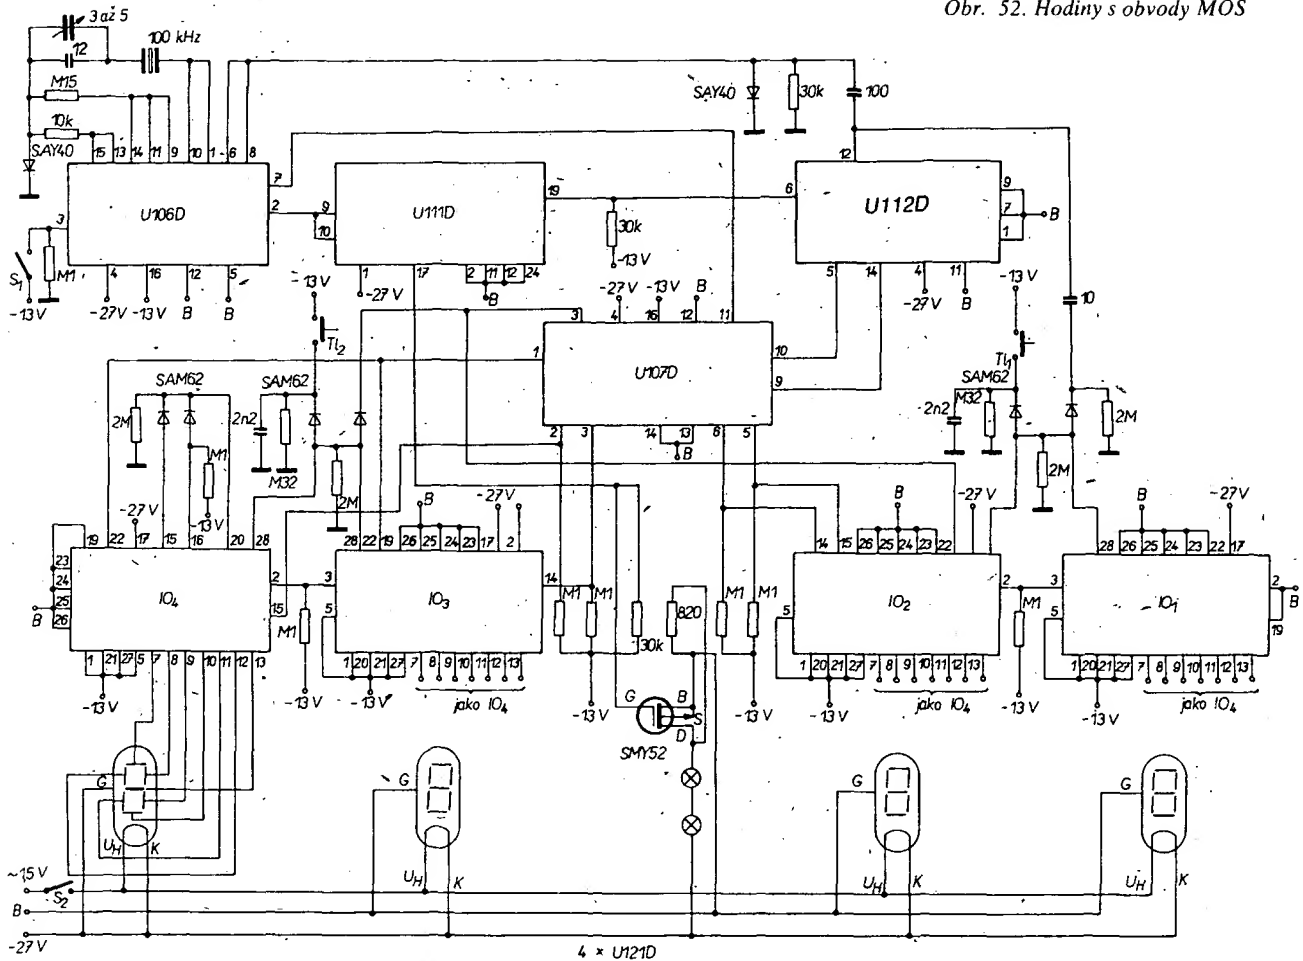 Obr. 52. Hodiny s obvody MOS
3 až 5
12
100 kHz
M15
10k
SAY40
15 13 14 11 9 10 1 6 8
SAY40
30k
100
12
3
U106D
7
2
9
10
U111D
19
30k
-13 V
6
U112D
9
7
1
B
S1
M1
-13 V
4 16 12 5
-27 V -13 V B B
1 17 2 11 12 24
-27 V
B
5 14 4 11
-27 V B
-13 V
Tl2
-27 V -13 V B
3 4 16 12 11
1
U107D
10
9
-13 V
Tl1
10
SAM62
SAM62
2M
M1
-13 V
2n2
M32
2M
2 3 14 13 6 5
B
SAM62
M32
2n2
2M
2M
-27 V
B
-27 V
B
-27 V
B
-27 V
19 22 17 15 16 20 28
23
24
25
26
B
IO4
2
15
M1
-13 V
28 22 19 26 25 24 23 17 2
3
5
IO3
14
M1
M1
30k
820
M1
M1
14 15 26 25 24 23 22
5
IO2
2
3
M1
-13 V
28 26 25 24 23 22 17
5
IO1
2
19
B
1 21 27 5 7 8 9 10 11 12 13
-13 V
1 20 21 27 7 8 9 10 11 12 13
-13 V
jako IO4
-13 V
G
B
S
D
SMY52
-13 V
1 20 21 27 7 8 9 10 11 12 13
-13 V
jako IO4
1 20 21 27 7 8 9 10 11 12 13
-13 V
jako IO4
G
UH
K
G
UH
K
G
UH
K
G
UH
K
~1,5 V
S2
B
-27 V
4 × U121D